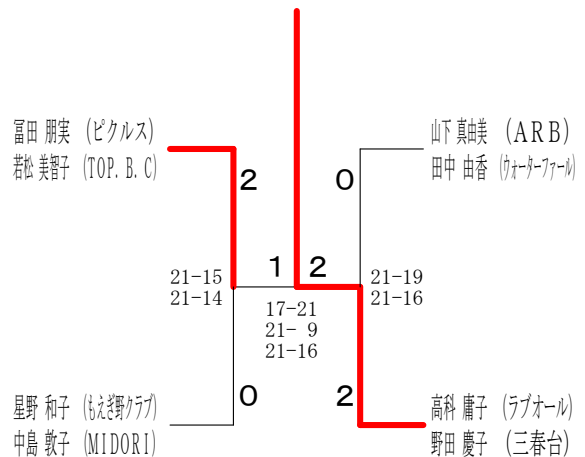 冨田 朋実 (ピクルス)
若松 美智子 (TOP. B. C)
山下 真由美 (ARB)
田中 由香 (ウォーターファール)
2
0
1 2
21-15
21-14
21-19
21-16
17-21
21- 9
21-16
0
2
星野 和子 (もえぎ野クラブ)
中島 敦子 (MIDORI)
高科 庸子 (ラブオール)
野田 慶子 (三春台)